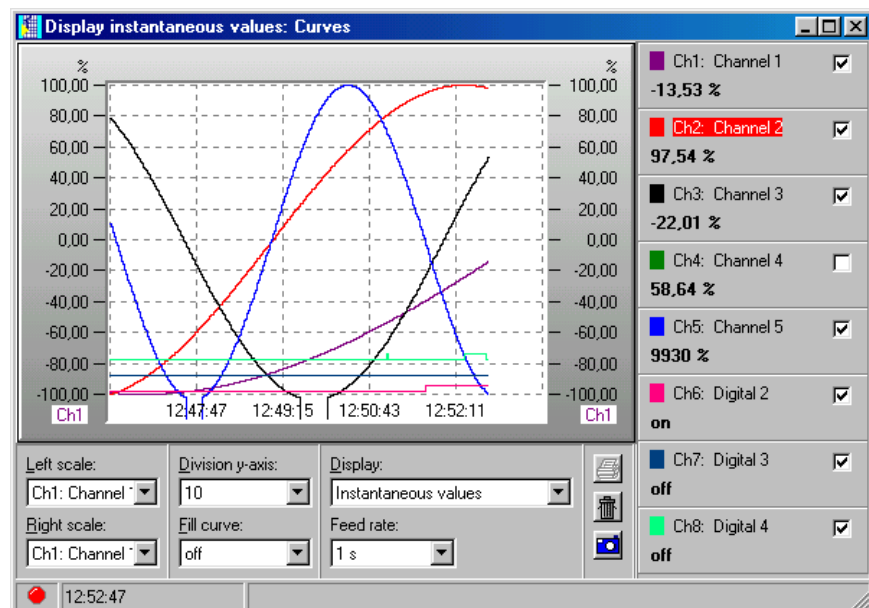 Display instantaneous values: Curves
%
%
100,00
80,00
60,00
40,00
20,00
0,00
-20,00
-40,00
-60,00
-80,00
-100,00
100,00
80,00
60,00
40,00
20,00
0,00
-20,00
-40,00
-60,00
-80,00
-100,00
Ch1
12:47:47
12:49:15
12:50:43
12:52:11
Ch1
Ch1: Channel 1
-13,53 %
Ch2: Channel 2
97,54 %
Ch3: Channel 3
-22,01 %
Ch4: Channel 4
58,64 %
Ch5: Channel 5
9930 %
Ch6: Digital 2
on
Ch7: Digital 3
off
Ch8: Digital 4
off
Left scale:
Ch1: Channel
Right scale:
Ch1: Channel
Division y-axis:
10
Fill curve:
off
Display:
Instantaneous values
Feed rate:
1 s
12:52:47